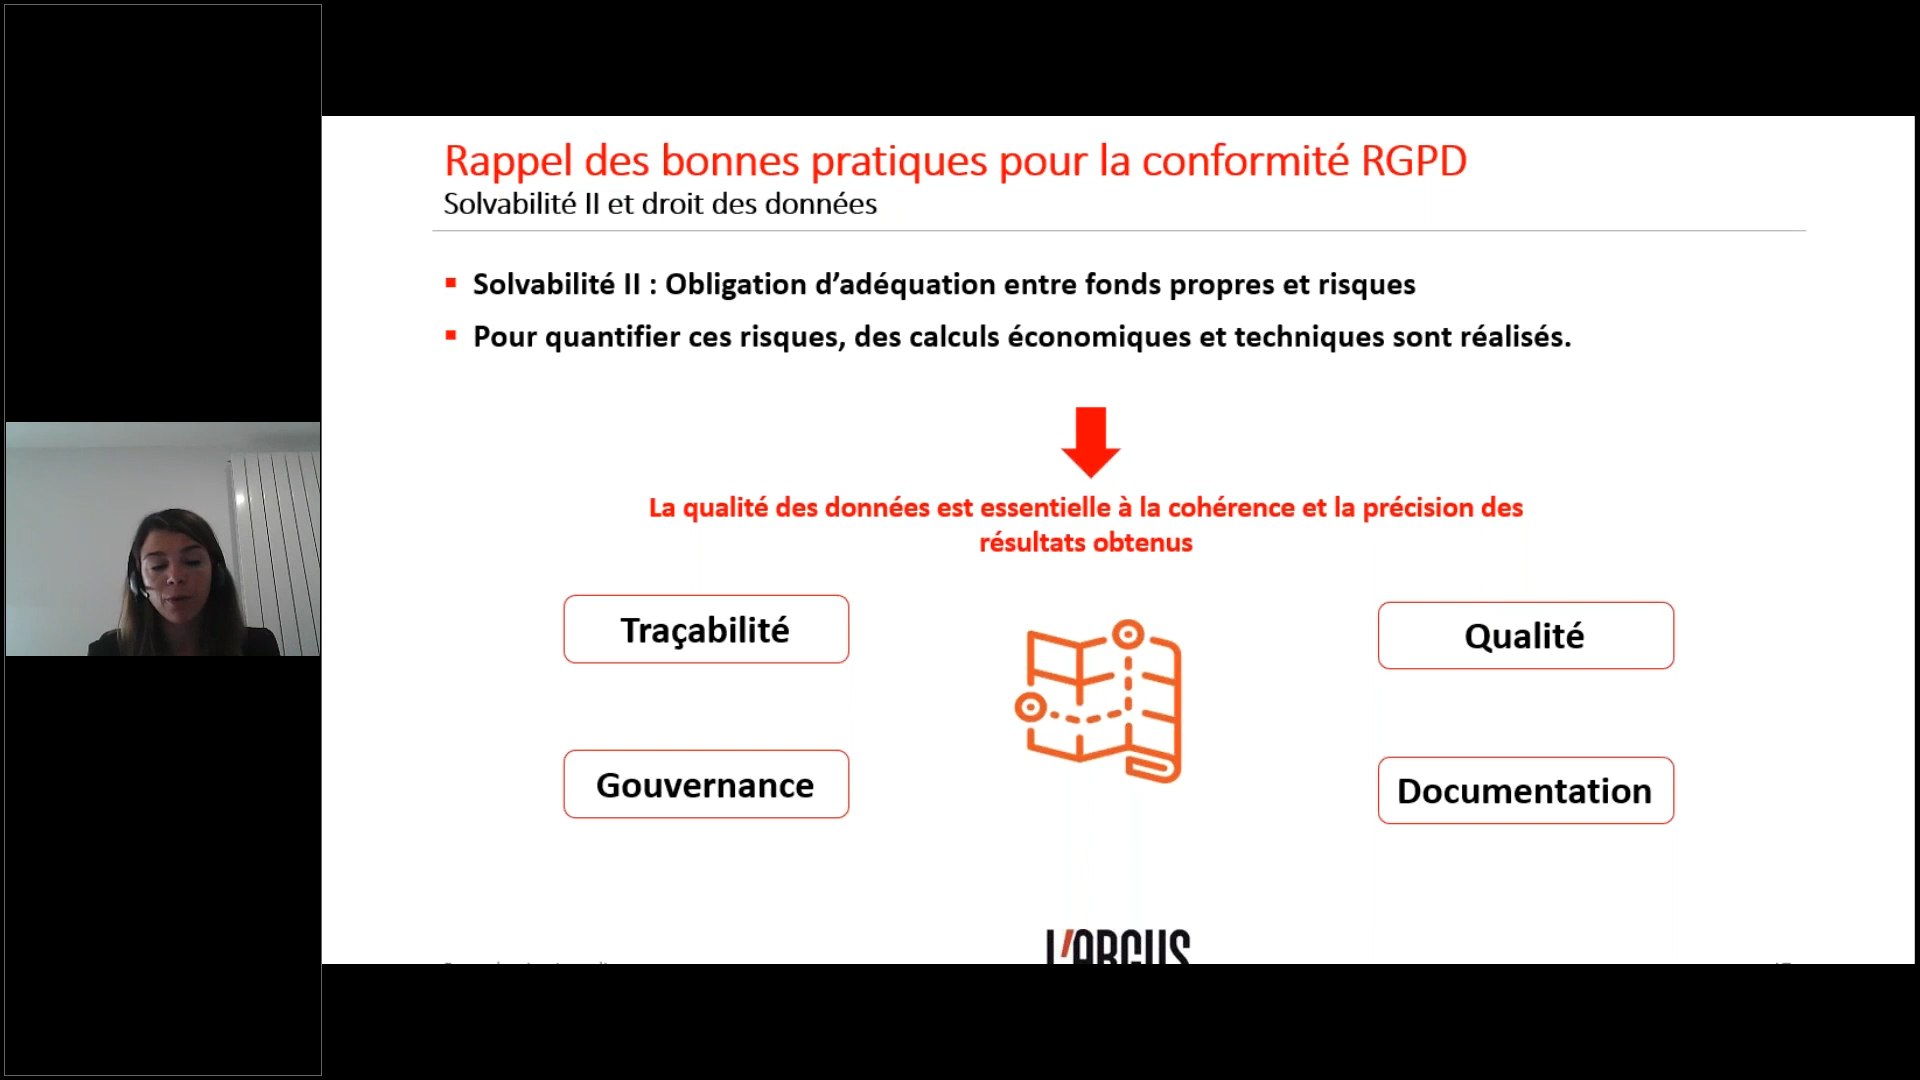 Rappel des bonnes pratiques pour la conformité RGPD
Solvabilité II et droit des données
Solvabilité II : Obligation d’adéquation entre fonds propres et risques
Pour quantifier ces risques, des calculs économiques et techniques sont réalisés.
La qualité des données est essentielle à la cohérence et la précision des
résultats obtenus
Traçabilité
Qualité
Gouvernance
Documentation
L'ARGUS